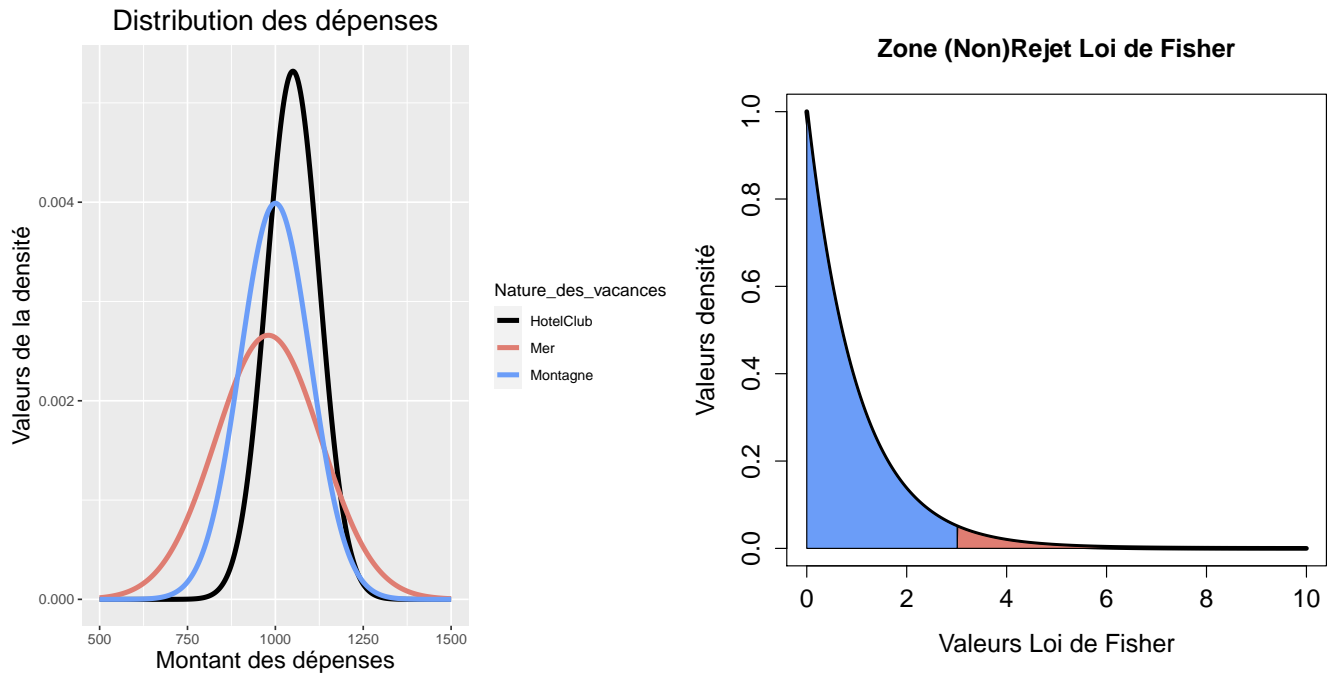 Distribution des dépenses
Valeurs de la densité
0.004
0.002
0.000
500 750 1000 1250 1500
Montant des dépenses
Nature_des_vacances
HotelClub
Mer
Montagne
Zone (Non)Rejet Loi de Fisher
Valeurs densité
1.0
0.8
0.6
0.4
0.2
0.0
0 2 4 6 8 10
Valeurs Loi de Fisher